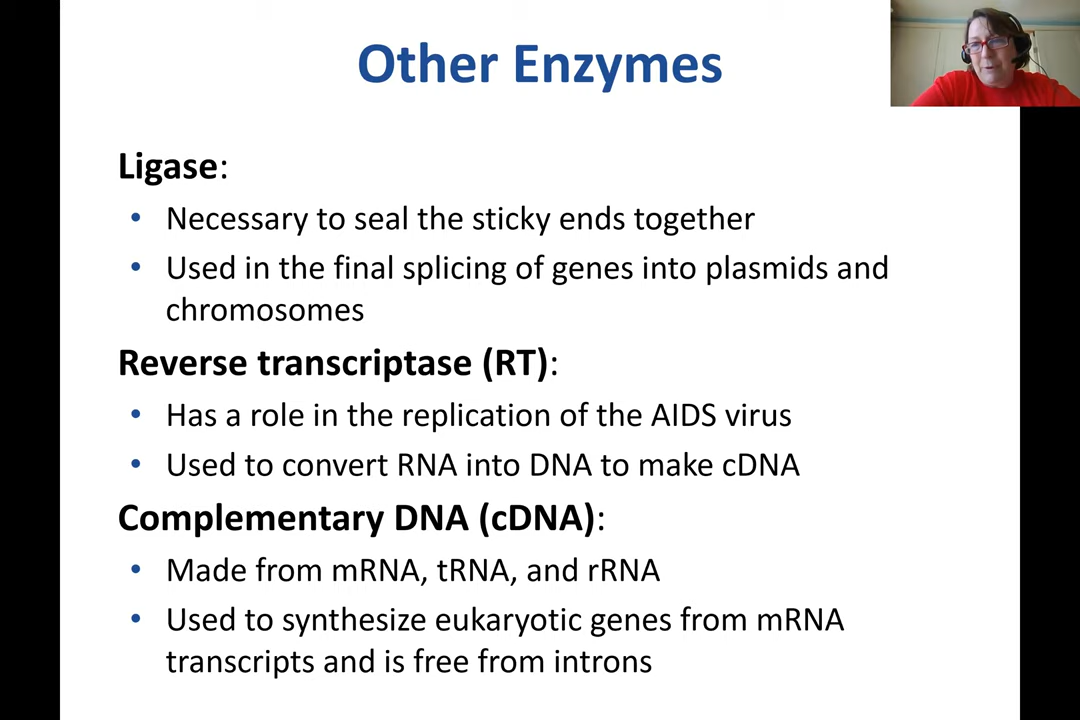 Other Enzymes
Ligase:
• Necessary to seal the sticky ends together
• Used in the final splicing of genes into plasmids and
chromosomes
Reverse transcriptase (RT):
• Has a role in the replication of the AIDS virus
• Used to convert RNA into DNA to make cDNA
Complementary DNA (cDNA):
• Made from mRNA, tRNA, and rRNA
• Used to synthesize eukaryotic genes from mRNA
transcripts and is free from introns